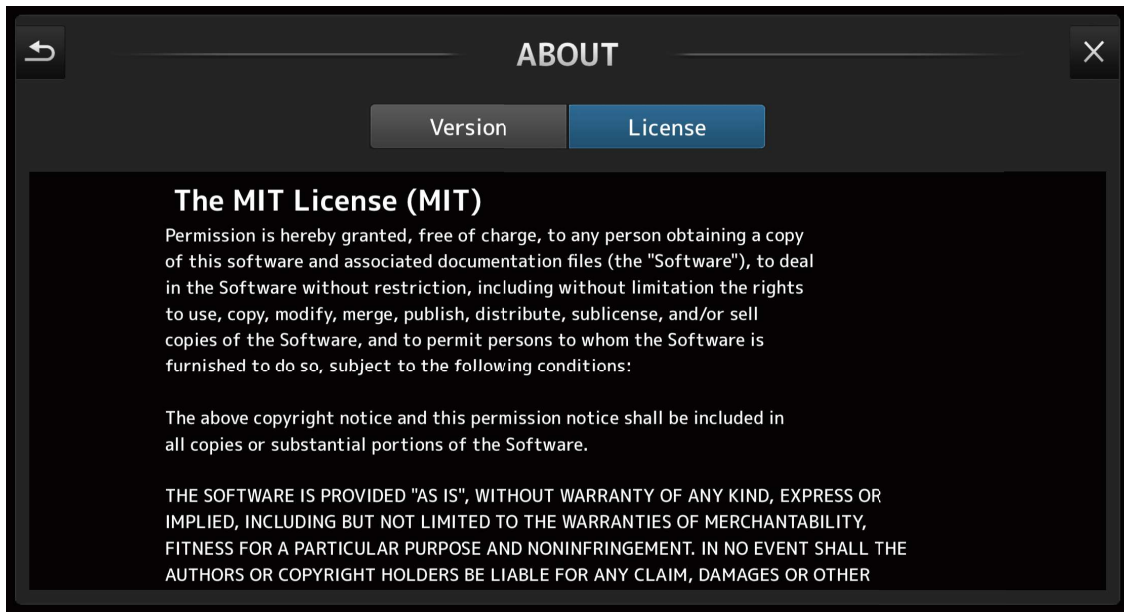 ABOUT
Version
License
The MIT License (MIT)
Permission is hereby granted, free of charge, to any person obtaining a copy
of this software and associated documentation files (the "Software"), to deal
in the Software without restriction, including without limitation the rights
to use, copy, modify, merge, publish, distribute, sublicense, and/or sell
copies of the Software, and to permit persons to whom the Software is
furnished to do so, subject to the following conditions:
The above copyright notice and this permission notice shall be included in
all copies or substantial portions of the Software.
THE SOFTWARE IS PROVIDED "AS IS", WITHOUT WARRANTY OF ANY KIND, EXPRESS OR
IMPLIED, INCLUDING BUT NOT LIMITED TO THE WARRANTIES OF MERCHANTABILITY,
FITNESS FOR A PARTICULAR PURPOSE AND NONINFRINGEMENT. IN NO EVENT SHALL THE
AUTHORS OR COPYRIGHT HOLDERS BE LIABLE FOR ANY CLAIM, DAMAGES OR OTHER